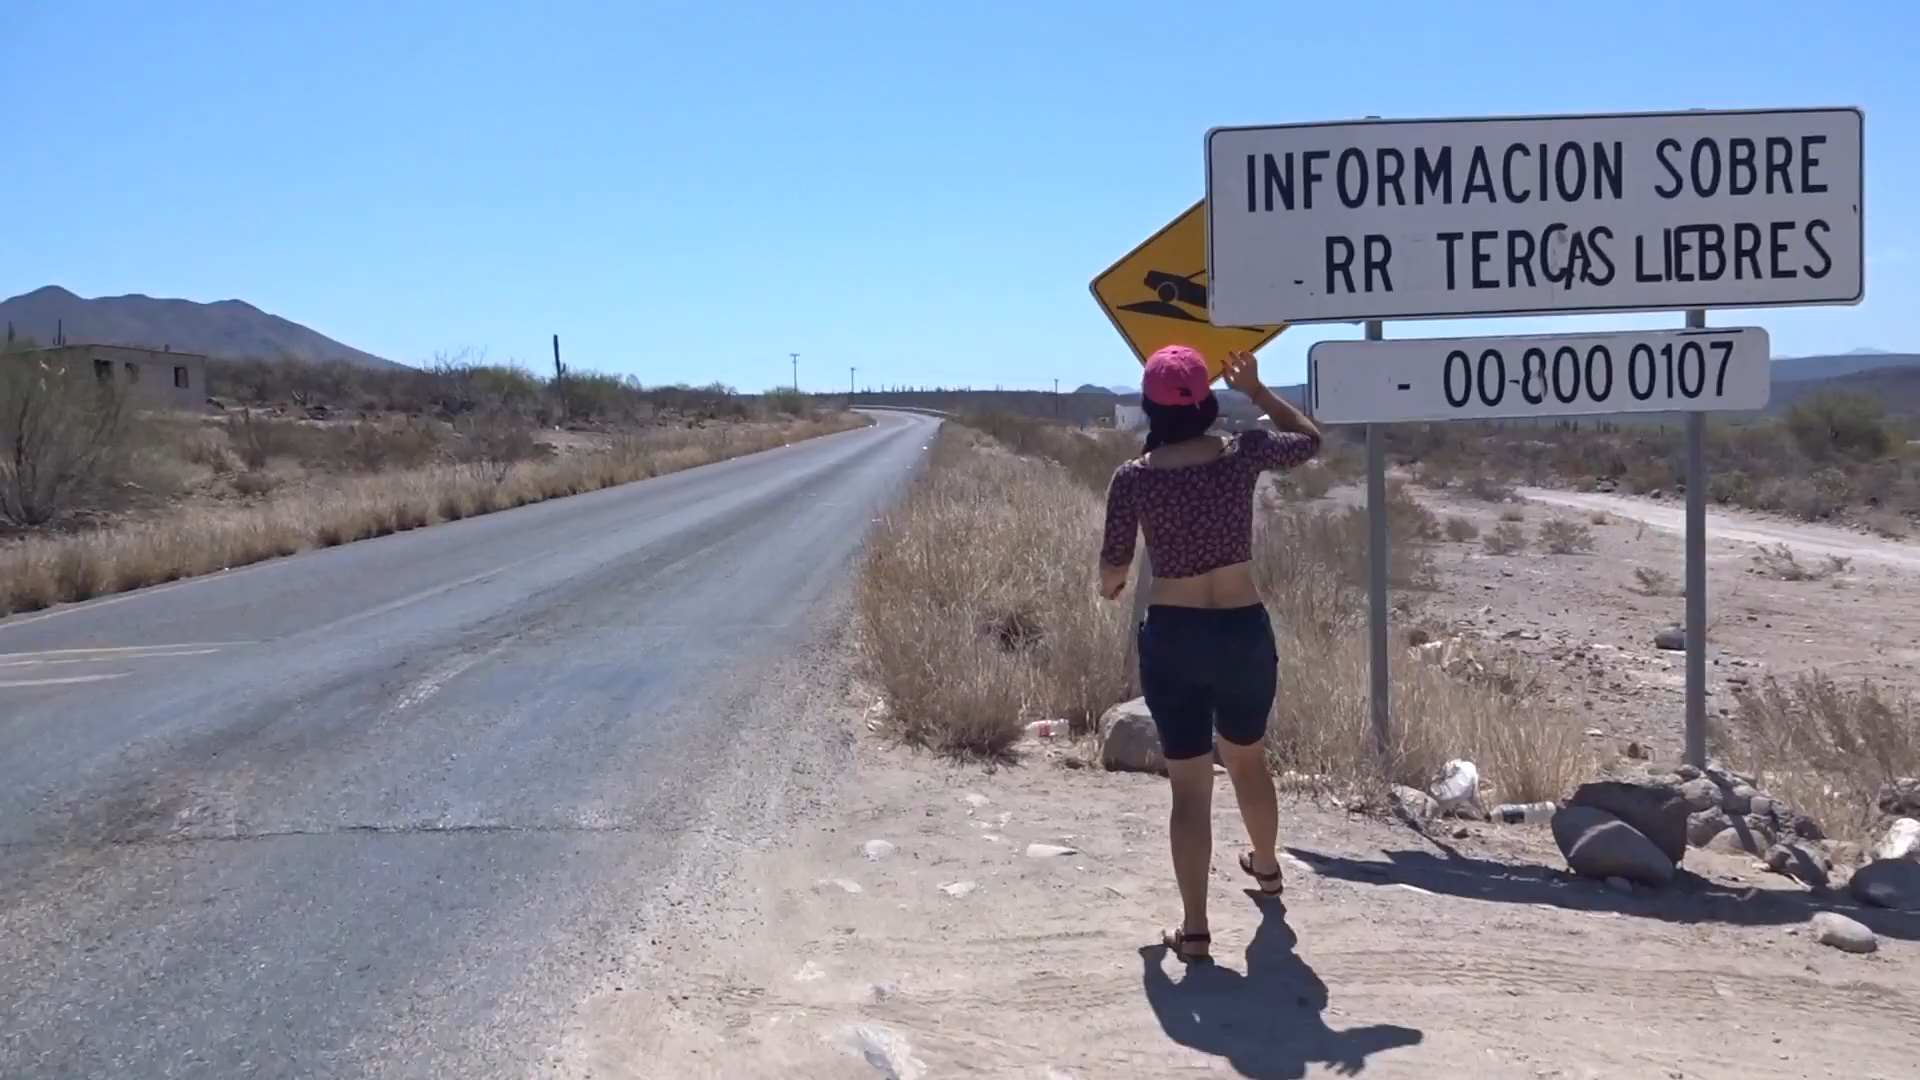 INFORMACION SOBRE
- RR TERCAS LIEBRES
- 00-800 0107